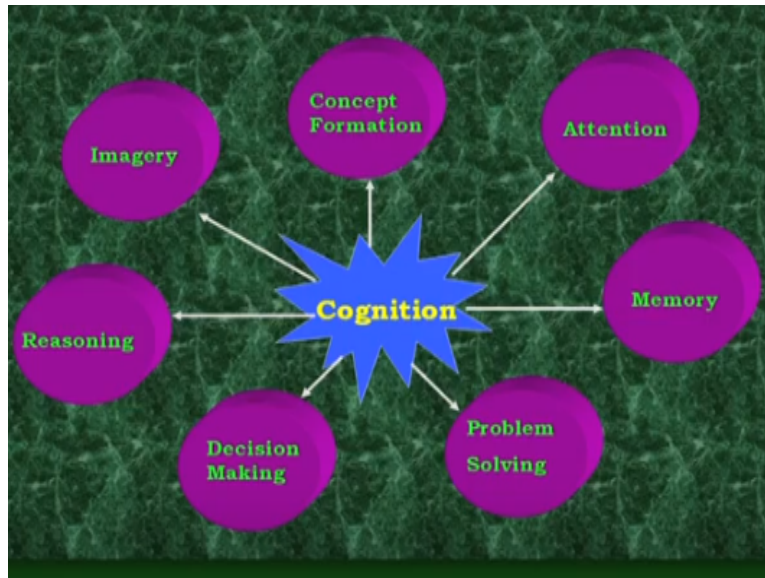 Concept
Formation
Attention
Imagery
Memory
Cognition
Reasoning
Decision
Making
Problem
Solving